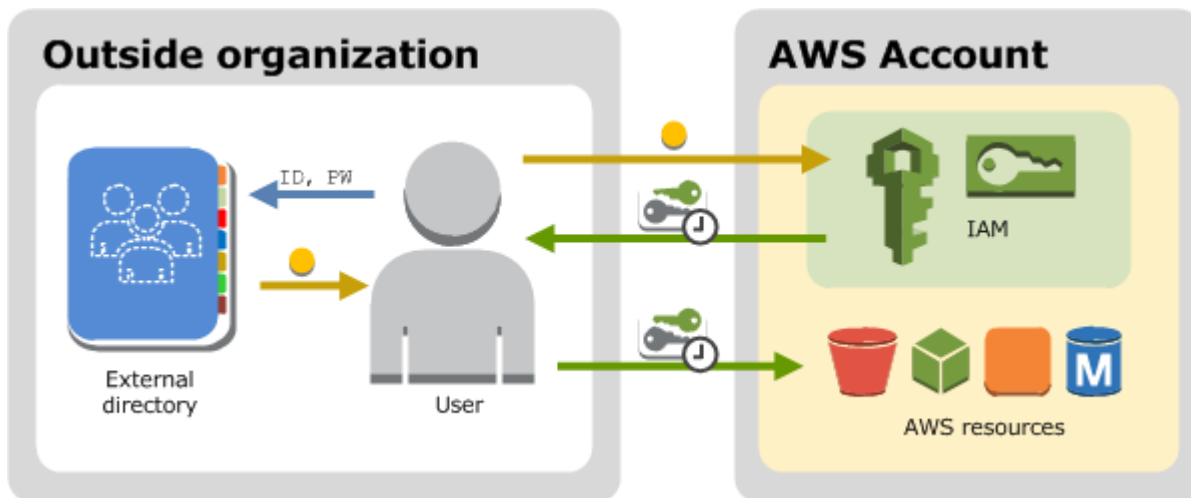 Outside organization
AWS Account
ID, PW
IAM
External
directory
User
M
AWS resources